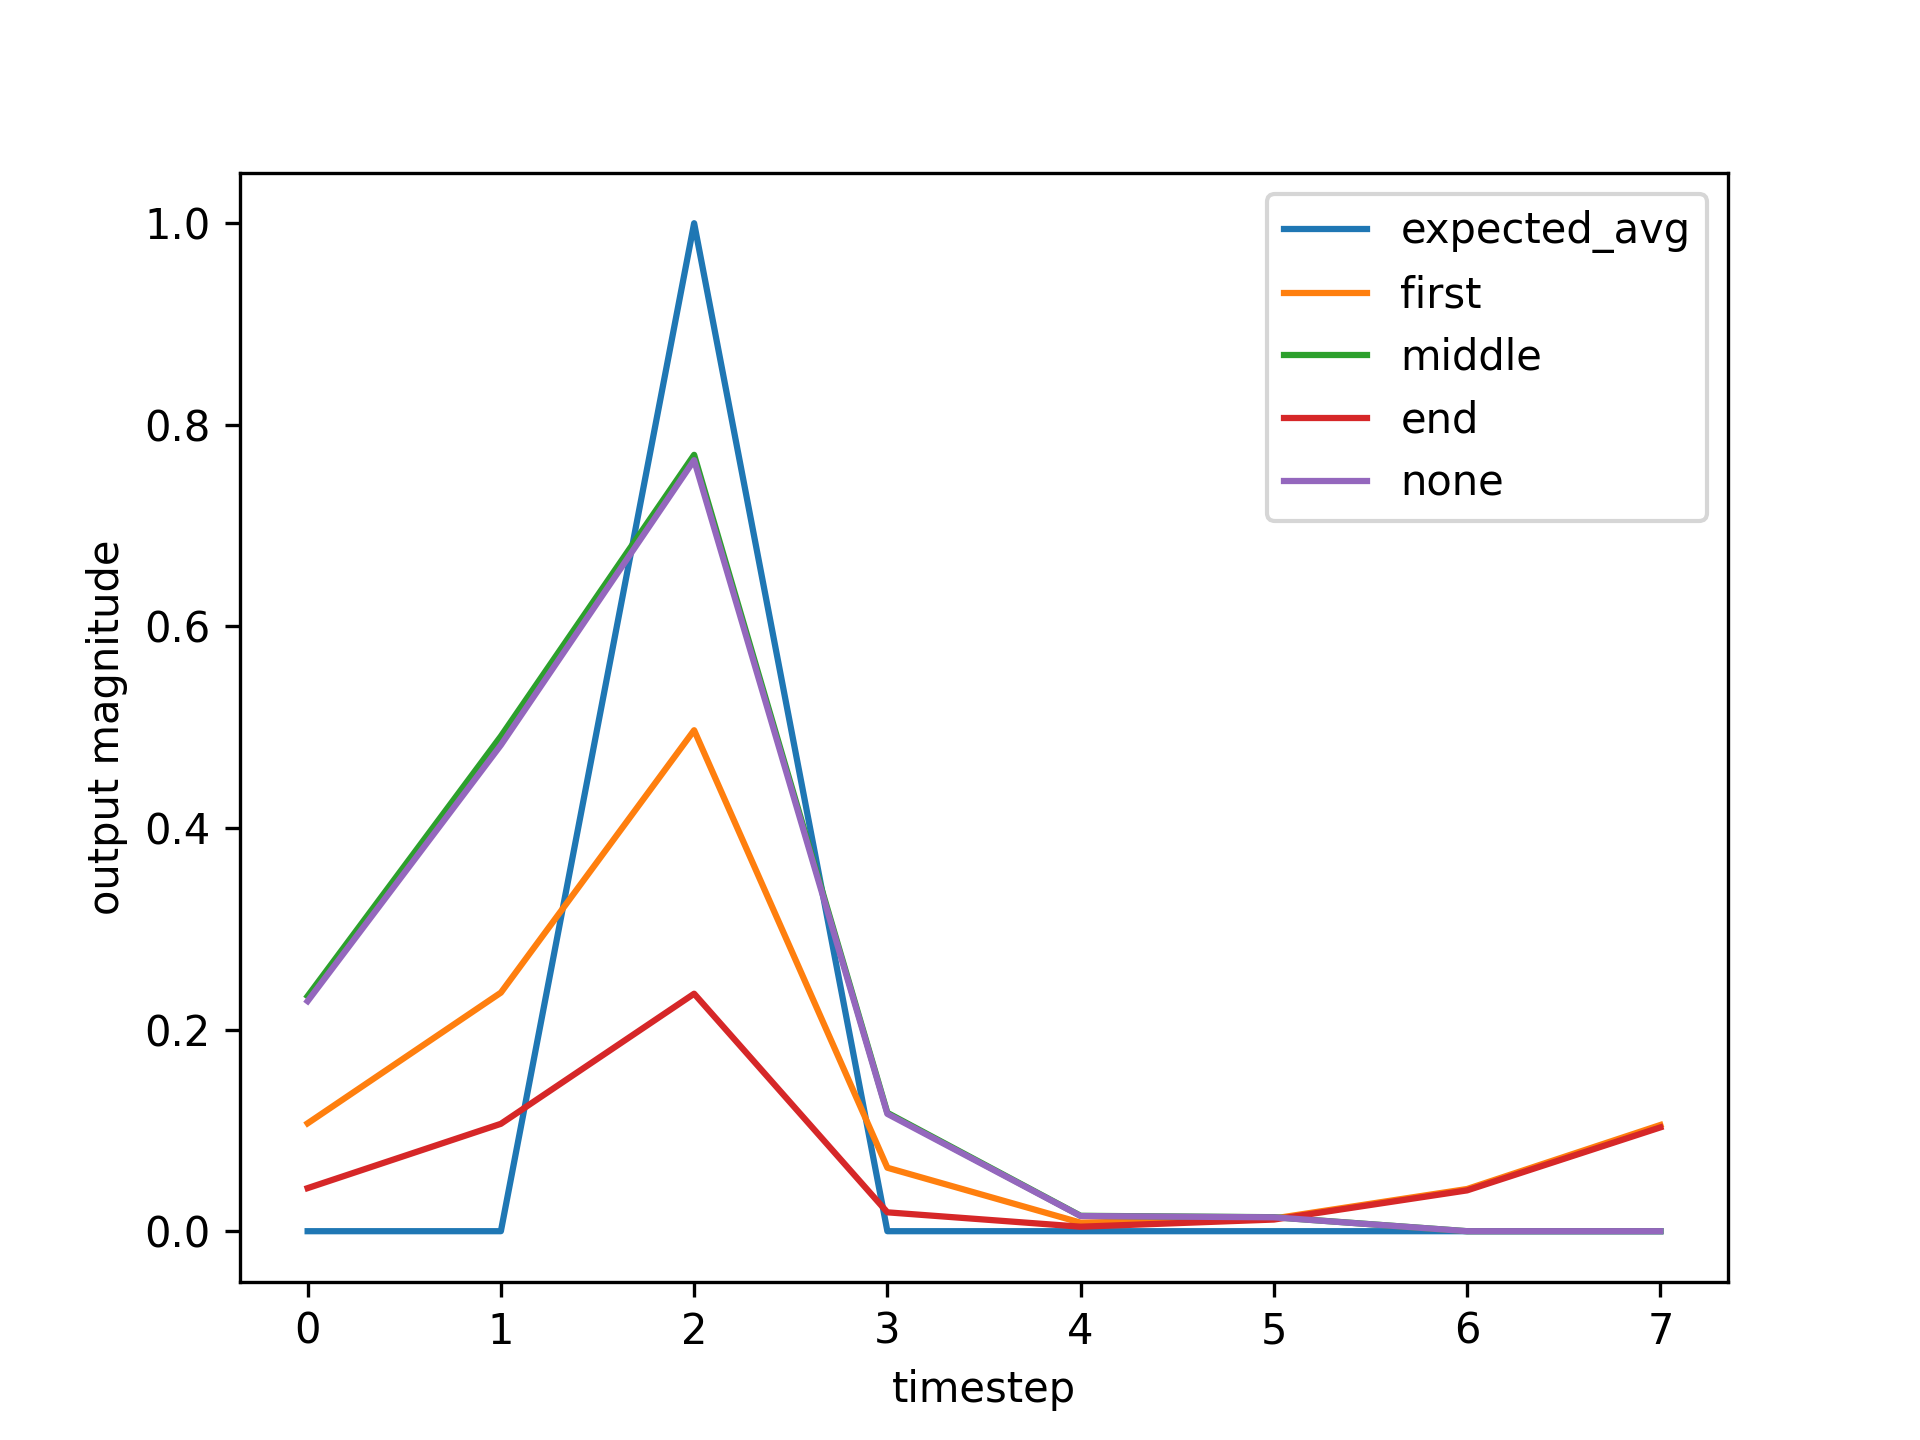 expected_avg
first
middle
end
none
output magnitude
1.0
0.8
0.6
0.4
0.2
0.0
0 1 2 3 4 5 6 7
timestep